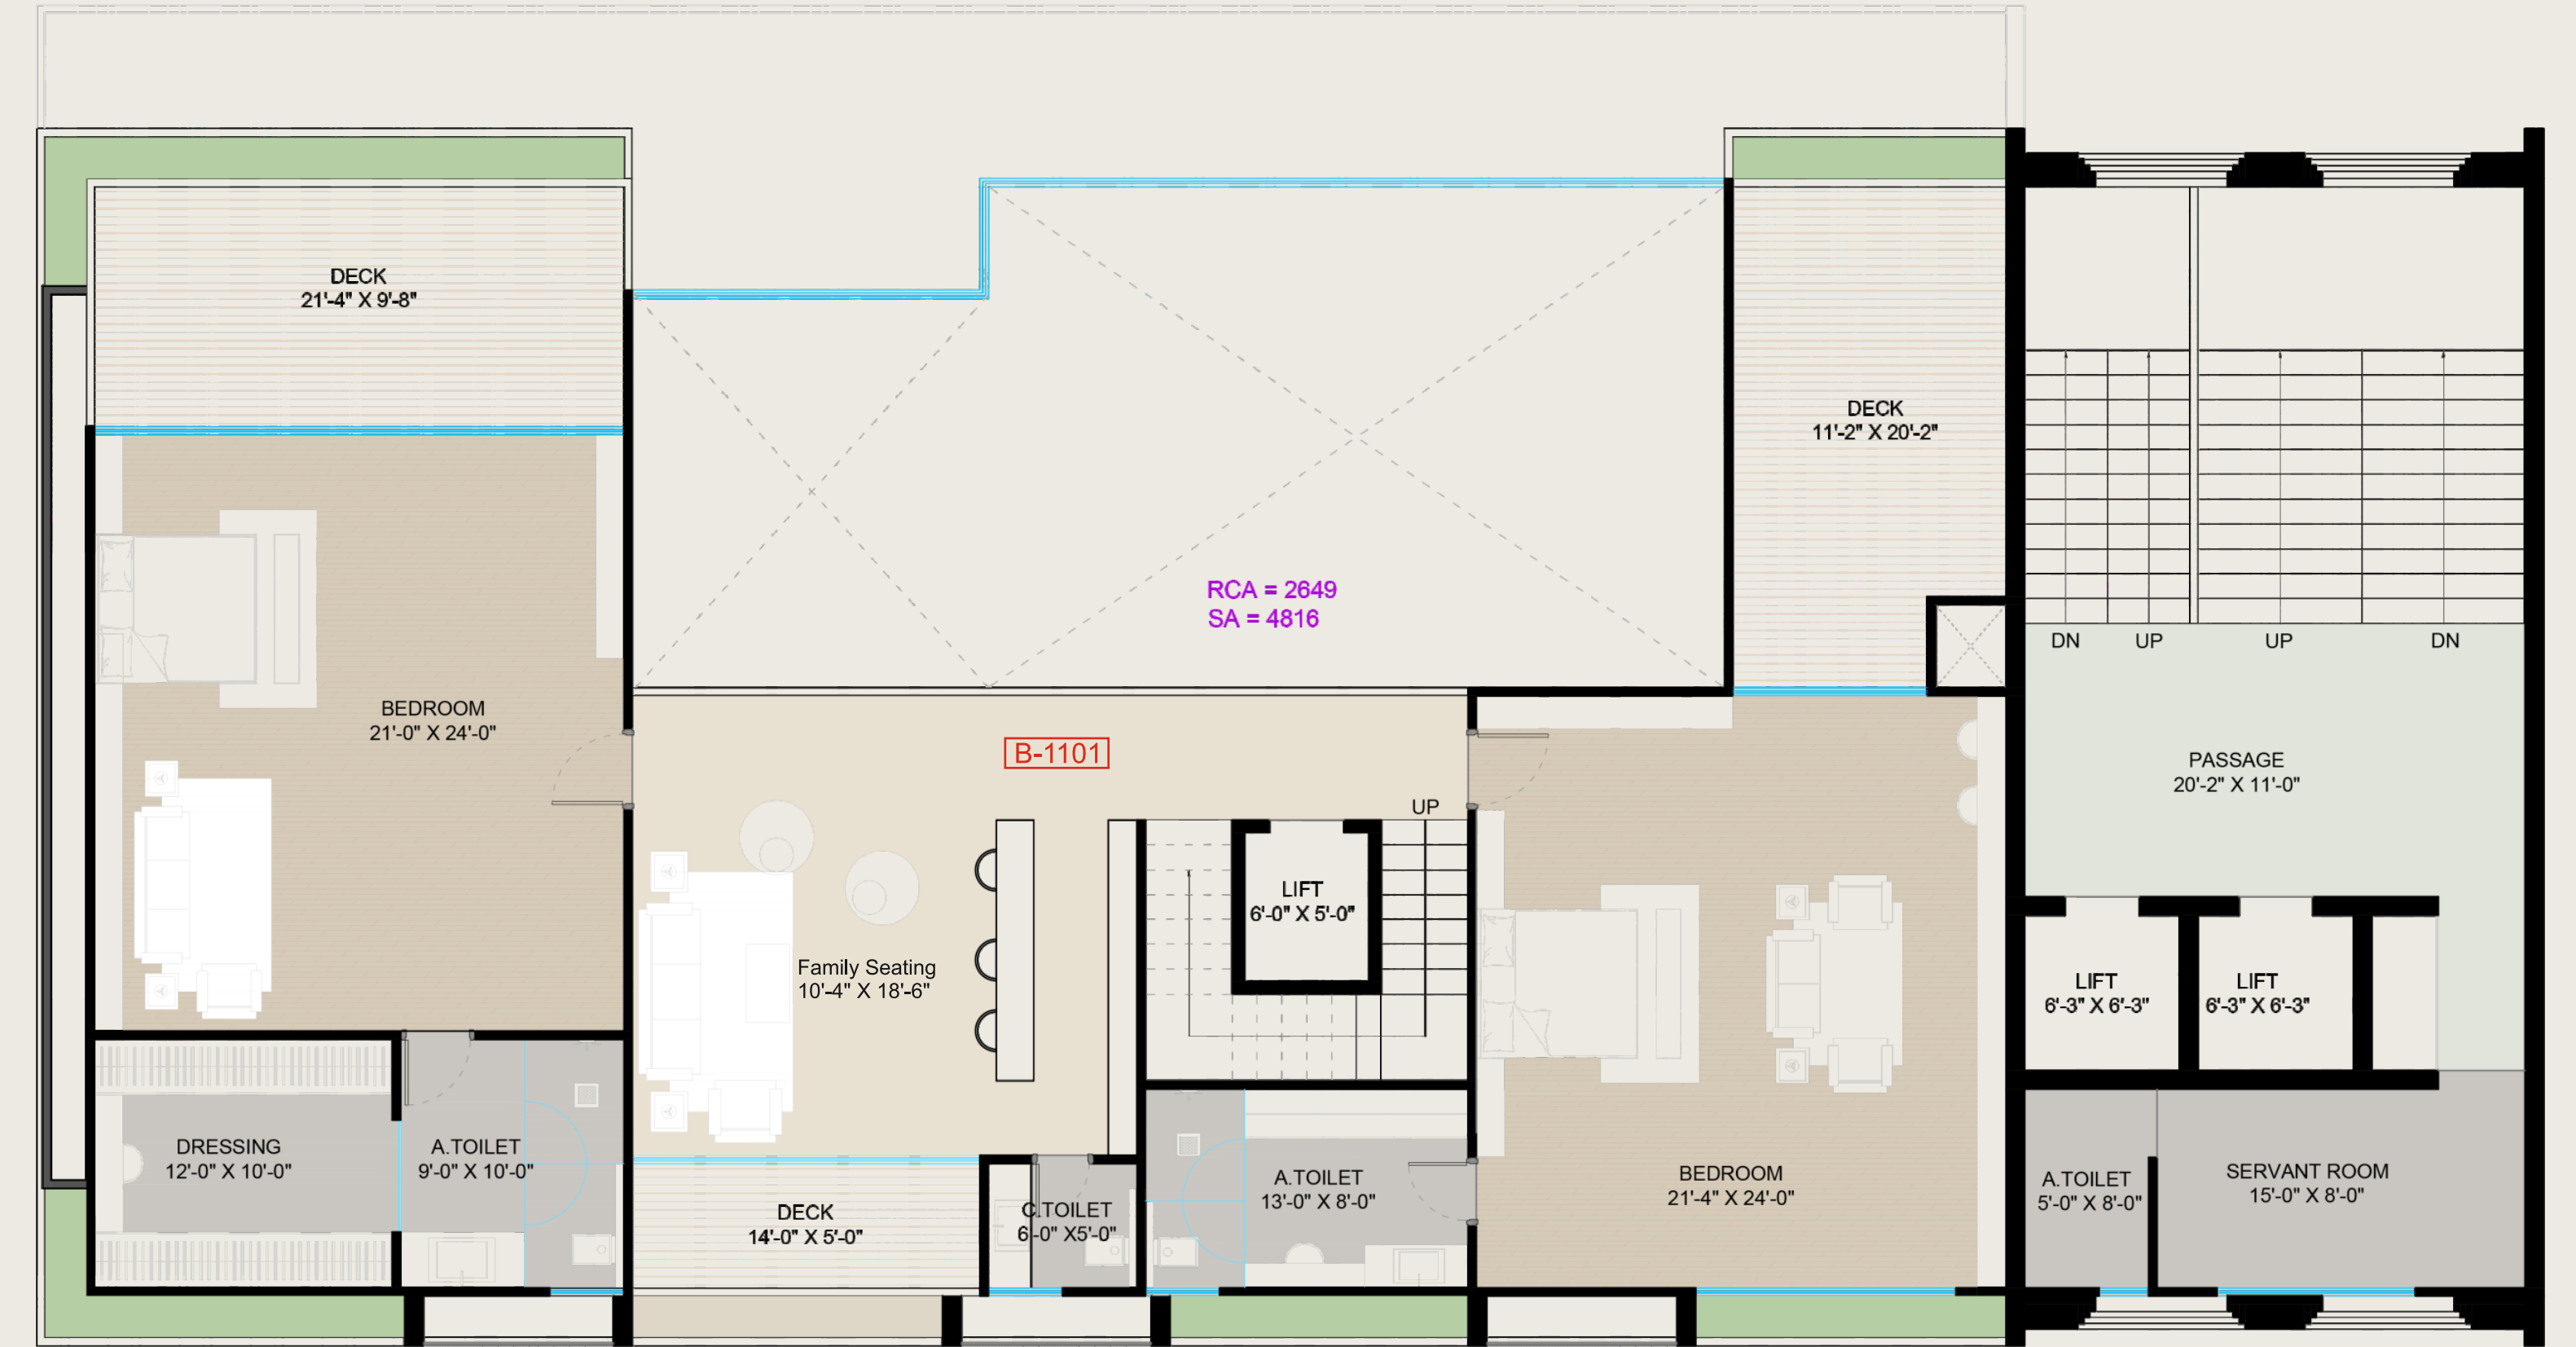 DECK
21'-4" X 9'-8"
DECK
11'-2" X 20'-2"
RCA = 2649
SA = 4816
DN
UP
UP
DN
BEDROOM
21'-0" X 24'-0"
B-1101
PASSAGE
20'-2" X 11'-0"
UP
LIFT
6'-0" X 5'-0"
Family Seating
10'-4" X 18'-6"
LIFT
6'-3" X 6'-3"
LIFT
6'-3" X 6'-3"
DRESSING
12'-0" X 10'-0"
A.TOILET
9'-0" X 10'-0"
DECK
14'-0" X 5'-0"
C.TOILET
6'-0" X5'-0"
A.TOILET
13'-0" X 8'-0"
BEDROOM
21'-4" X 24'-0"
A.TOILET
5'-0" X 8'-0"
SERVANT ROOM
15'-0" X 8'-0"